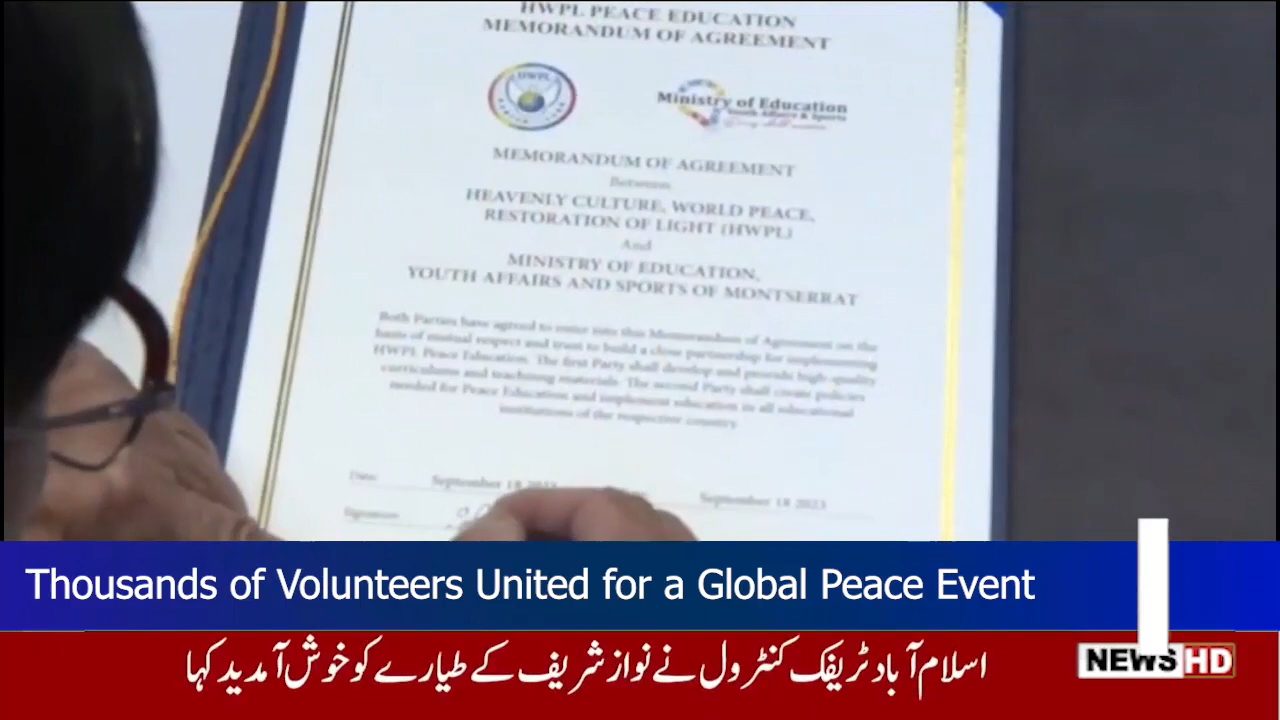 HWPL PEACE EDUCATION
MEMORANDUM OF AGREEMENT
HWPL
Ministry of Education
Youth Affairs & Sports
MEMORANDUM OF AGREEMENT
Between
HEAVENLY CULTURE, WORLD PEACE,
RESTORATION OF LIGHT (HWPL)
And
MINISTRY OF EDUCATION,
YOUTH AFFAIRS AND SPORTS OF MONTSERRAT
Both Parties have agreed to enter into this Memorandum of Agreement on the
basis of mutual respect and trust to build a close partnership for implementing
HWPL Peace Education. The first Party shall develop and provide high-quality
curriculums and teaching materials. The second Party shall create policies
needed for Peace Education and implement education in all educational
institutions of the respective country.
Date: September 18 2023 September 18 2023
Signature:
Thousands of Volunteers United for a Global Peace Event
اسلام آباد ٹریفک کنٹرول نے نواز شریف کے طیارے کو خوش آمدید کہا
NEWS HD